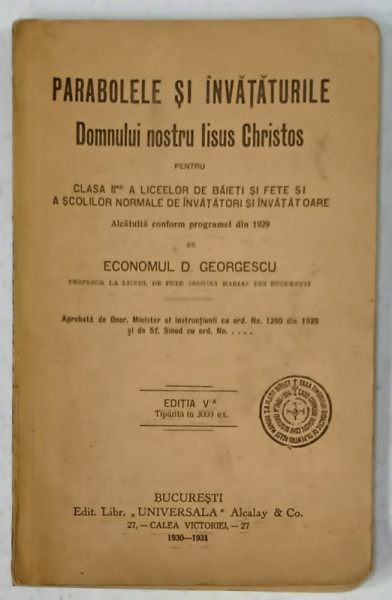 PARABOLELE ŞI ÎNVĂŢĂTURILE
Domnului nostru Iisus Christos
PENTRU
CLASA II-a A LICEELOR DE BĂIEŢI ŞI FETE ŞI
A ŞCOLILOR NORMALE DE ÎNVĂŢĂTORI ŞI ÎNVĂŢĂTOARE
Alcătuită conform programei din 1929
DE
ECONOMUL D. GEORGESCU
PROFESOR LA LICEUL DE FETE «REGINA MARIA» DIN BUCUREŞTI
Aprobată de Onor. Minister al instrucţiunii cu ord. No. 1260 din 1929
şi de Sf. Sinod cu ord. No. . . . .
EDIŢIA V-A
Tipărită în 3000 ex.
BUCUREŞTI
Edit. Libr. „UNIVERSALA" Alcalay & Co.
27, — CALEA VICTORIEI, — 27
1930—1931